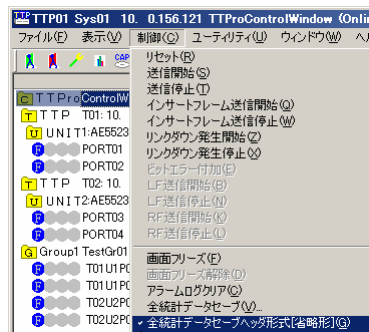 TTP01 Sys01 10. 0.156.121 TTProControlWindow (Onli
ファイル(F) 表示(V) 制御(C) ユーティリティ(U) ウィンドウ(W) ヘ
CAP
リセット(R)
送信開始(S)
送信停止(T)
インサートフレーム送信開始(Q)
インサートフレーム送信停止(W)
リンクダウン発生開始(Z)
リンクダウン発生停止(X)
ビットエラー付加(E)
LF送信開始(B)
LF送信停止(N)
RF送信開始(K)
RF送信停止(L)
画面フリーズ(F)
画面フリーズ解除(D)
アラームログクリア(C)
全統計データセーブ(V)...
✓ 全統計データセーブヘッダ形式[省略形](G)
C TTPro ControlW
T TTP T01: 10.
U UNIT1:AE5523
P PORT01
P PORT02
T TTP T02: 10.
U UNIT2:AE5523
P PORT03
P PORT04
G Group1 TestGr01
P T01U1P0
P T01U1P0
P T02U2P0
P T02U2P0